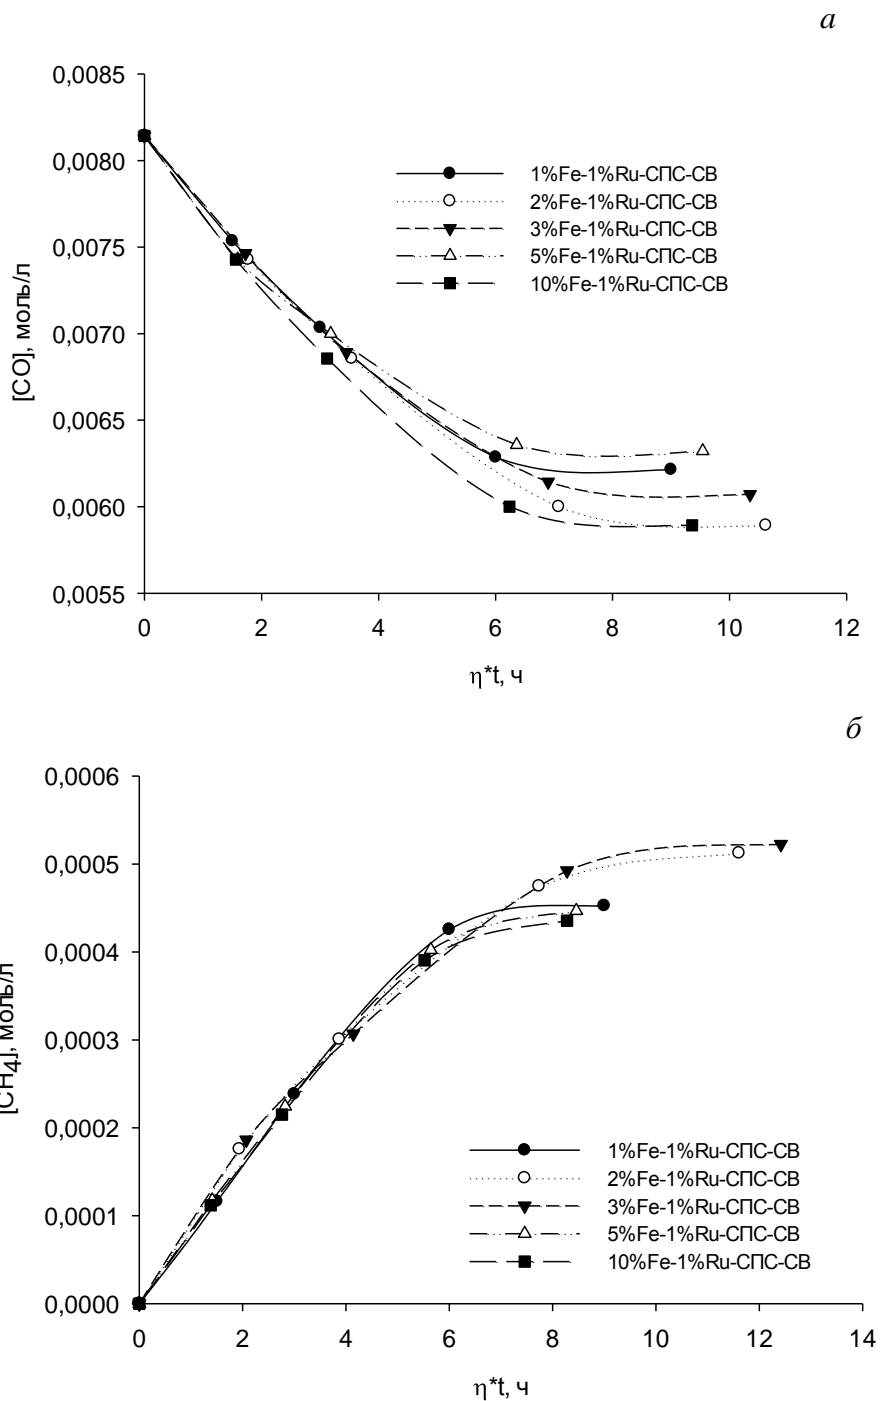 а
0,0085
0,0080
0,0075
0,0070
0,0065
0,0060
0,0055
[CO], моль/л
1%Fe-1%Ru-СПС-СВ
2%Fe-1%Ru-СПС-СВ
3%Fe-1%Ru-СПС-СВ
5%Fe-1%Ru-СПС-СВ
10%Fe-1%Ru-СПС-СВ
0 2 4 6 8 10 12
η*t, ч
б
0,0006
0,0005
0,0004
0,0003
0,0002
0,0001
0,0000
[CH4], моль/л
1%Fe-1%Ru-СПС-СВ
2%Fe-1%Ru-СПС-СВ
3%Fe-1%Ru-СПС-СВ
5%Fe-1%Ru-СПС-СВ
10%Fe-1%Ru-СПС-СВ
0 2 4 6 8 10 12 14
η*t, ч